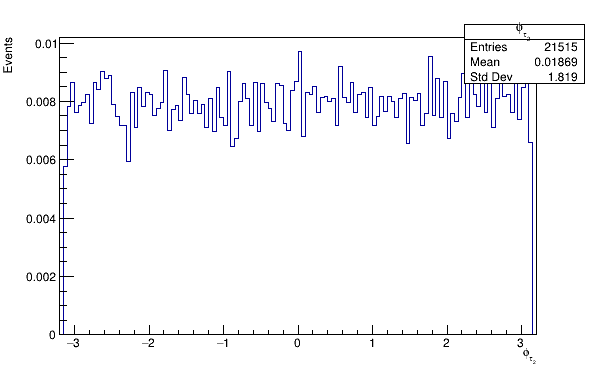 ϕτ2
Entries 21515
Mean 0.01869
Std Dev 1.819
Events
0.01
0.008
0.006
0.004
0.002
0
−3 −2 −1 0 1 2 3
ϕτ2